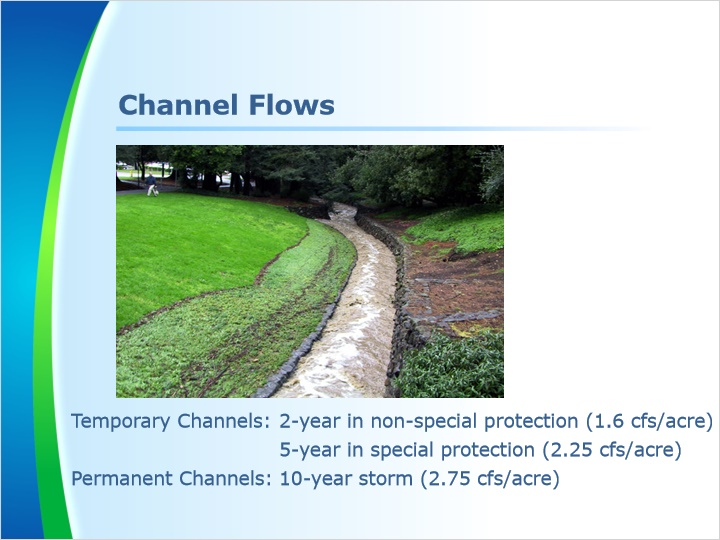 Channel Flows
Temporary Channels: 2-year in non-special protection (1.6 cfs/acre)
5-year in special protection (2.25 cfs/acre)
Permanent Channels: 10-year storm (2.75 cfs/acre)